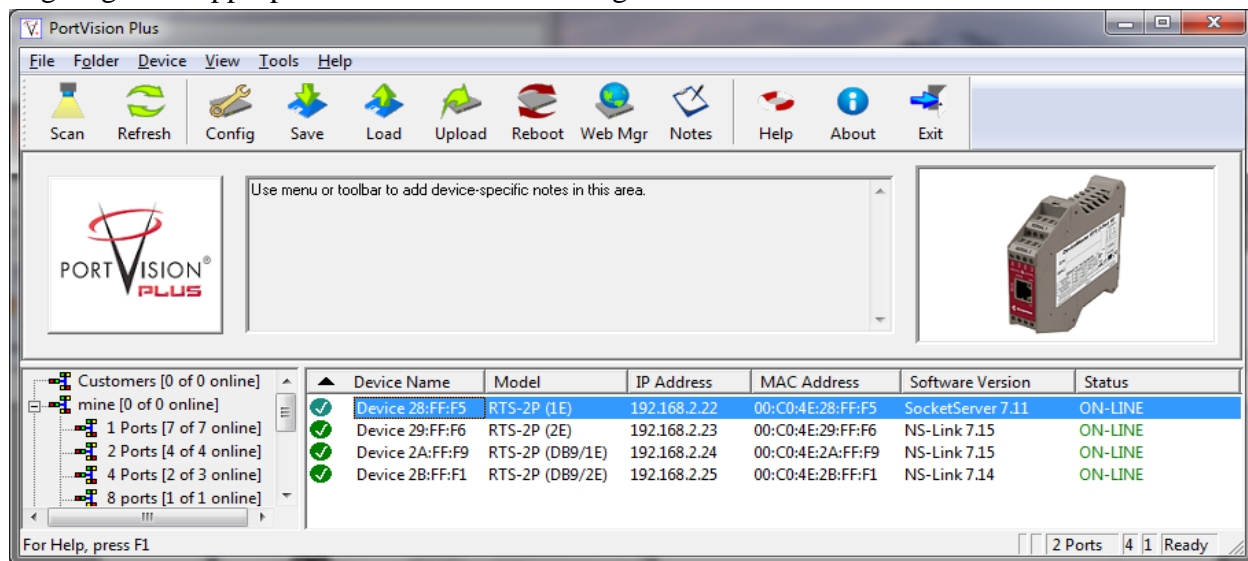 PortVision Plus
File Folder Device View Tools Help
Scan Refresh Config Save Load Upload Reboot Web Mgr Notes Help About Exit
Use menu or toolbar to add device-specific notes in this area.
PORTVISION®
PLUS
Customers [0 of 0 online]
mine [0 of 0 online]
1 Ports [7 of 7 online]
2 Ports [4 of 4 online]
4 Ports [2 of 3 online]
8 ports [1 of 1 online]
Device Name Model IP Address MAC Address Software Version Status
Device 28:FF:F5 RTS-2P (1E) 192.168.2.22 00:C0:4E:28:FF:F5 SocketServer 7.11 ON-LINE
Device 29:FF:F6 RTS-2P (2E) 192.168.2.23 00:C0:4E:29:FF:F6 NS-Link 7.15 ON-LINE
Device 2A:FF:F9 RTS-2P (DB9/1E) 192.168.2.24 00:C0:4E:2A:FF:F9 NS-Link 7.15 ON-LINE
Device 2B:FF:F1 RTS-2P (DB9/2E) 192.168.2.25 00:C0:4E:2B:FF:F1 NS-Link 7.14 ON-LINE
For Help, press F1 2 Ports 4 1 Ready